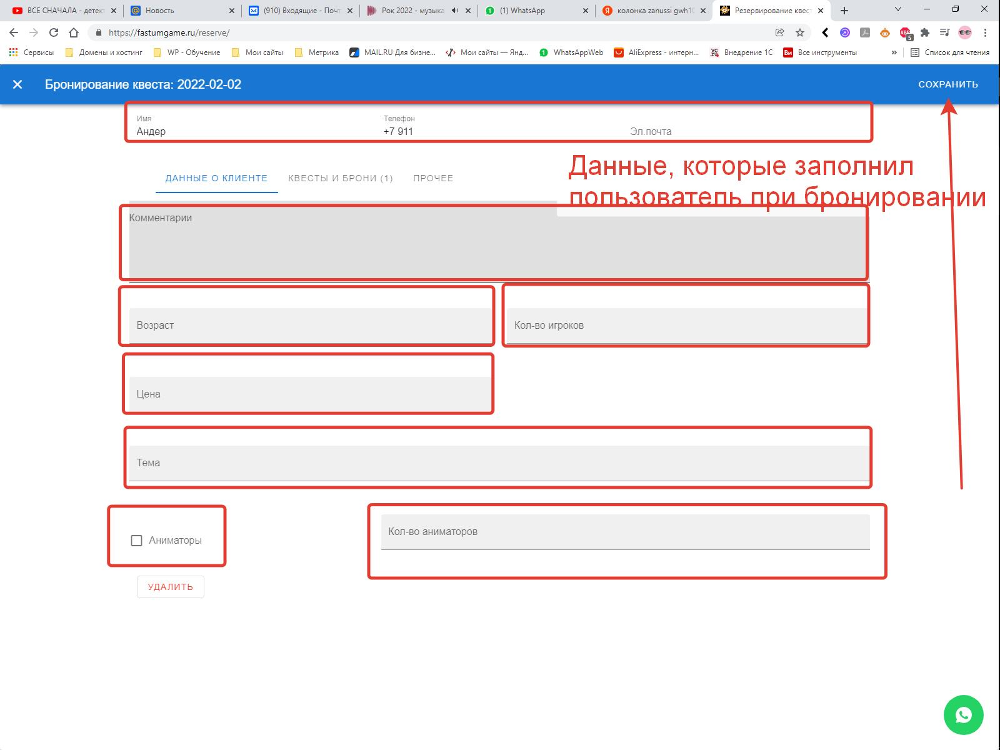 ВСЕ СНАЧАЛА - детек
Новость
(910) Входящие - Почт
Рок 2022 - музыка
(1) WhatsApp
колонка zanussi gwh10
Резервирование квест
https://fastumgame.ru/reserve/
Сервисы
Домены и хостинг
WP - Обучение
Мои сайты
Метрика
MAIL.RU Для бизне...
Мои сайты — Янд...
WhatsAppWeb
AliExpress - интерн...
Внедрение 1С
Все инструменты
»
Список для чтения
Бронирование квеста: 2022-02-02
СОХРАНИТЬ
Имя
Андер
Телефон
+7 911
Эл.почта
ДАННЫЕ О КЛИЕНТЕ
КВЕСТЫ И БРОНИ (1)
ПРОЧЕЕ
Данные, которые заполнил
пользователь при бронировании
Комментарии
Возраст
Кол-во игроков
Цена
Тема
Аниматоры
Кол-во аниматоров
УДАЛИТЬ